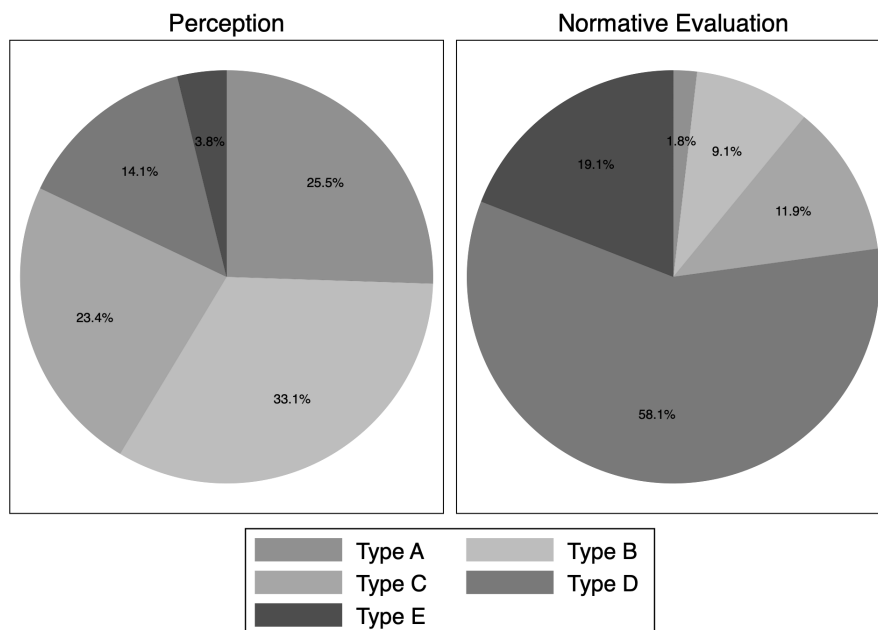 Perception
Normative Evaluation
3.8%
14.1%
25.5%
23.4%
33.1%
1.8%
9.1%
19.1%
11.9%
58.1%
Type A
Type B
Type C
Type D
Type E